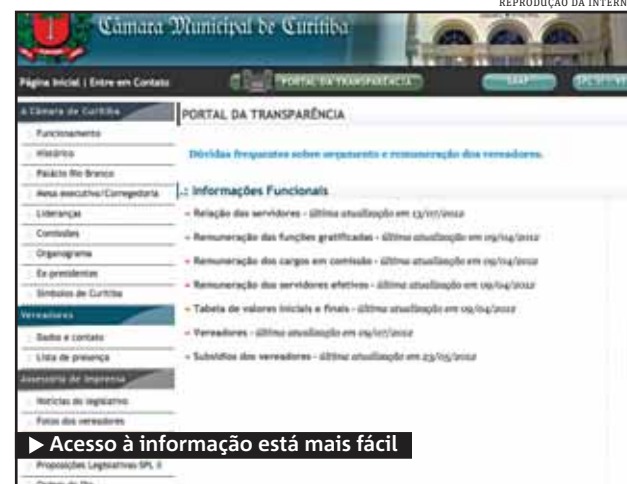 REPRODUÇÃO DA INTERN
Câmara Municipal de Curitiba
Página Inicial | Entre em Contato
PORTAL DA TRANSPARÊNCIA
A Câmara de Curitiba
Funcionamento
Histórico
Palácio Rio Branco
Mesa executiva/Corregedoria
Lideranças
Comissões
Organograma
Ex-presidentes
Símbolos de Curitiba
Vereadores
Dados e contato
Lista de presença
Assessoria de Imprensa
Notícias do legislativo
Fotos dos vereadores
Proposições Legislativas SPL II
Ordem do Dia
PORTAL DA TRANSPARÊNCIA
Dúvidas frequentes sobre orçamento e remuneração dos vereadores.
.: Informações Funcionais
Relação dos servidores - última atualização em 13/07/2012
Remuneração das funções gratificadas - última atualização em 09/04/2012
Remuneração dos cargos em comissão - última atualização em 09/04/2012
Remuneração dos servidores efetivos - última atualização em 09/04/2012
Tabela de valores iniciais e finais - última atualização em 09/04/2012
Vereadores - última atualização em 09/07/2012
Subsídios dos vereadores - última atualização em 23/05/2012
Acesso à informação está mais fácil